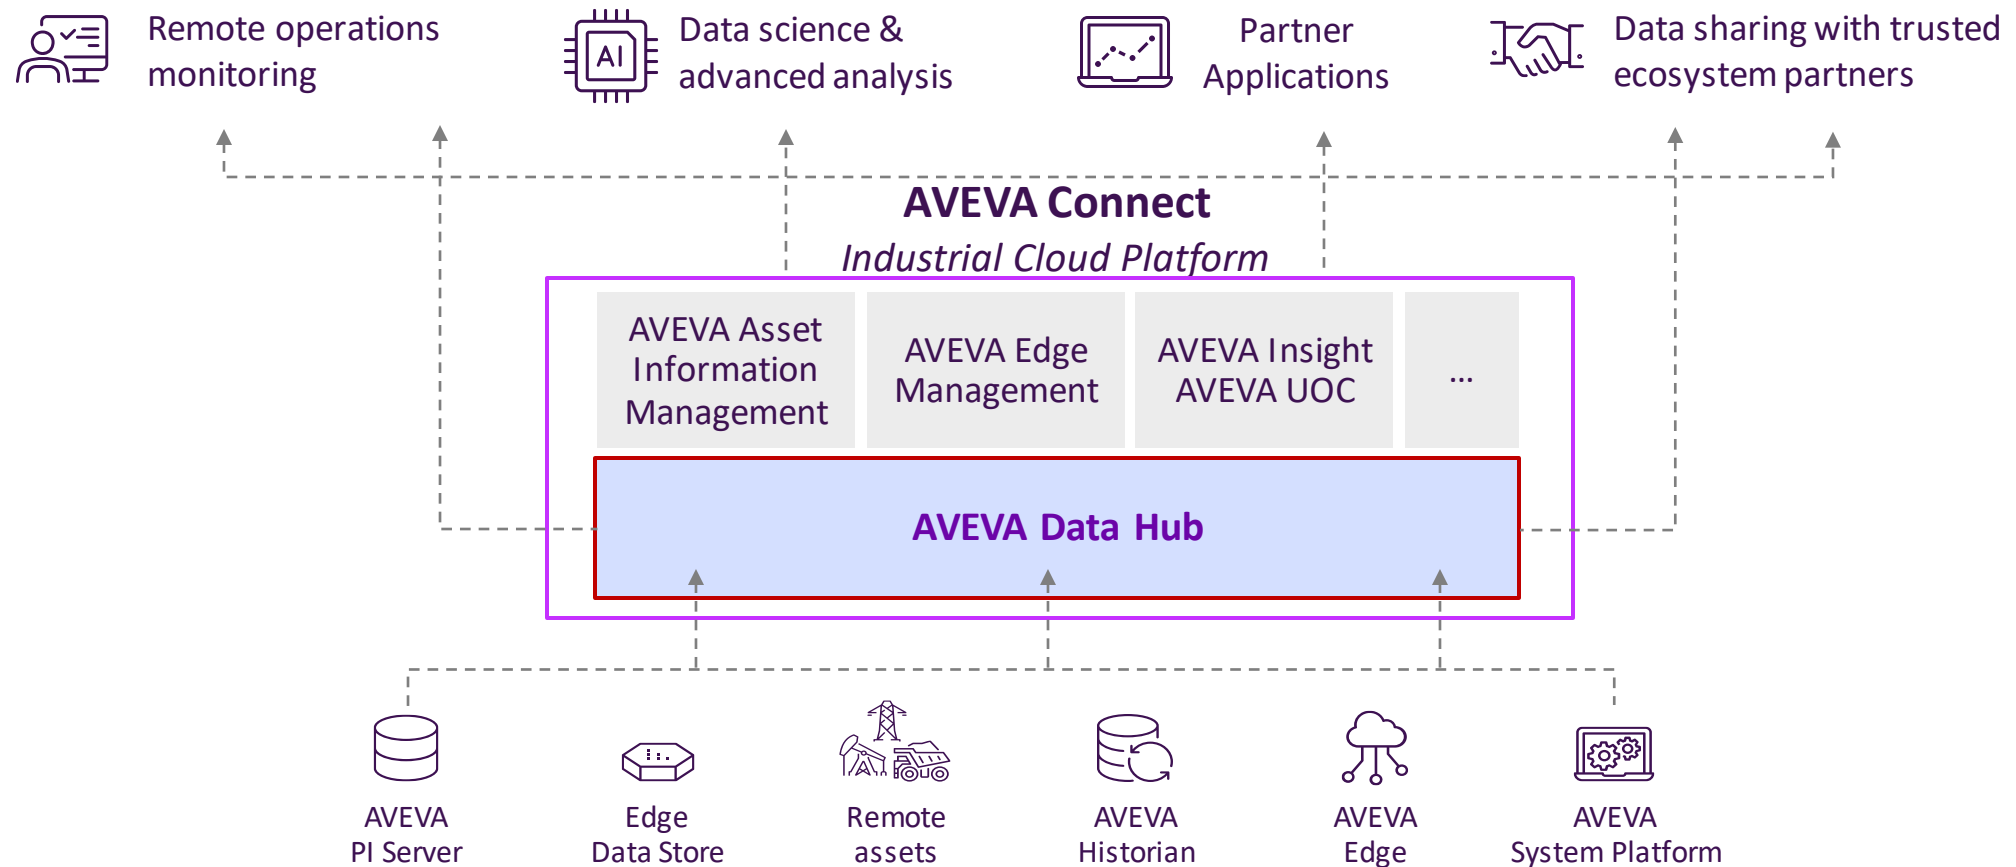 Remote operations
monitoring
AI
Data science &
advanced analysis
Partner
Applications
Data sharing with trusted
ecosystem partners
AVEVA Connect
Industrial Cloud Platform
AVEVA Asset
Information
Management
AVEVA Edge
Management
AVEVA Insight
AVEVA UOC
...
AVEVA Data Hub
AVEVA
PI Server
Edge
Data Store
Remote
assets
AVEVA
Historian
AVEVA
Edge
AVEVA
System Platform